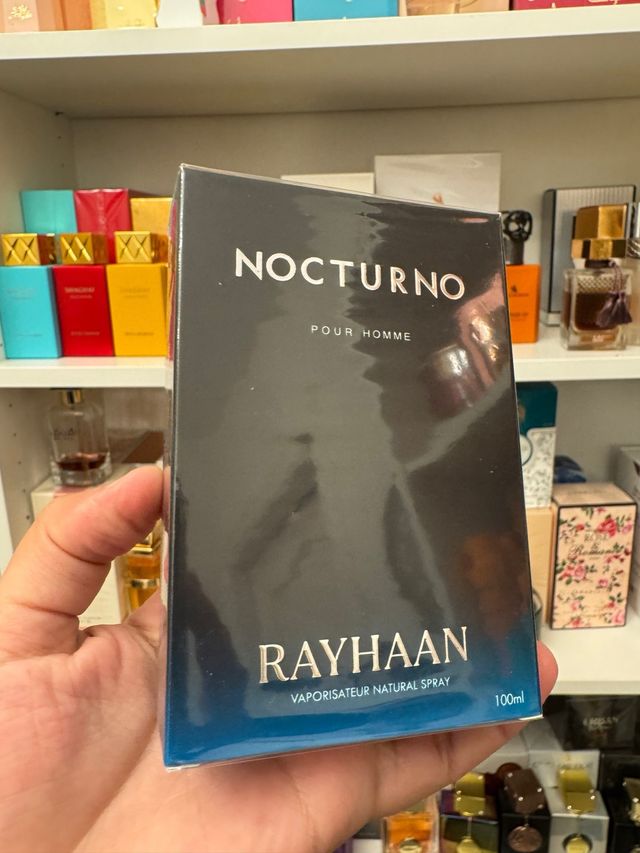 NOCTURNO
POUR HOMME
RAYHAAN
VAPORISATEUR NATURAL SPRAY
100ml